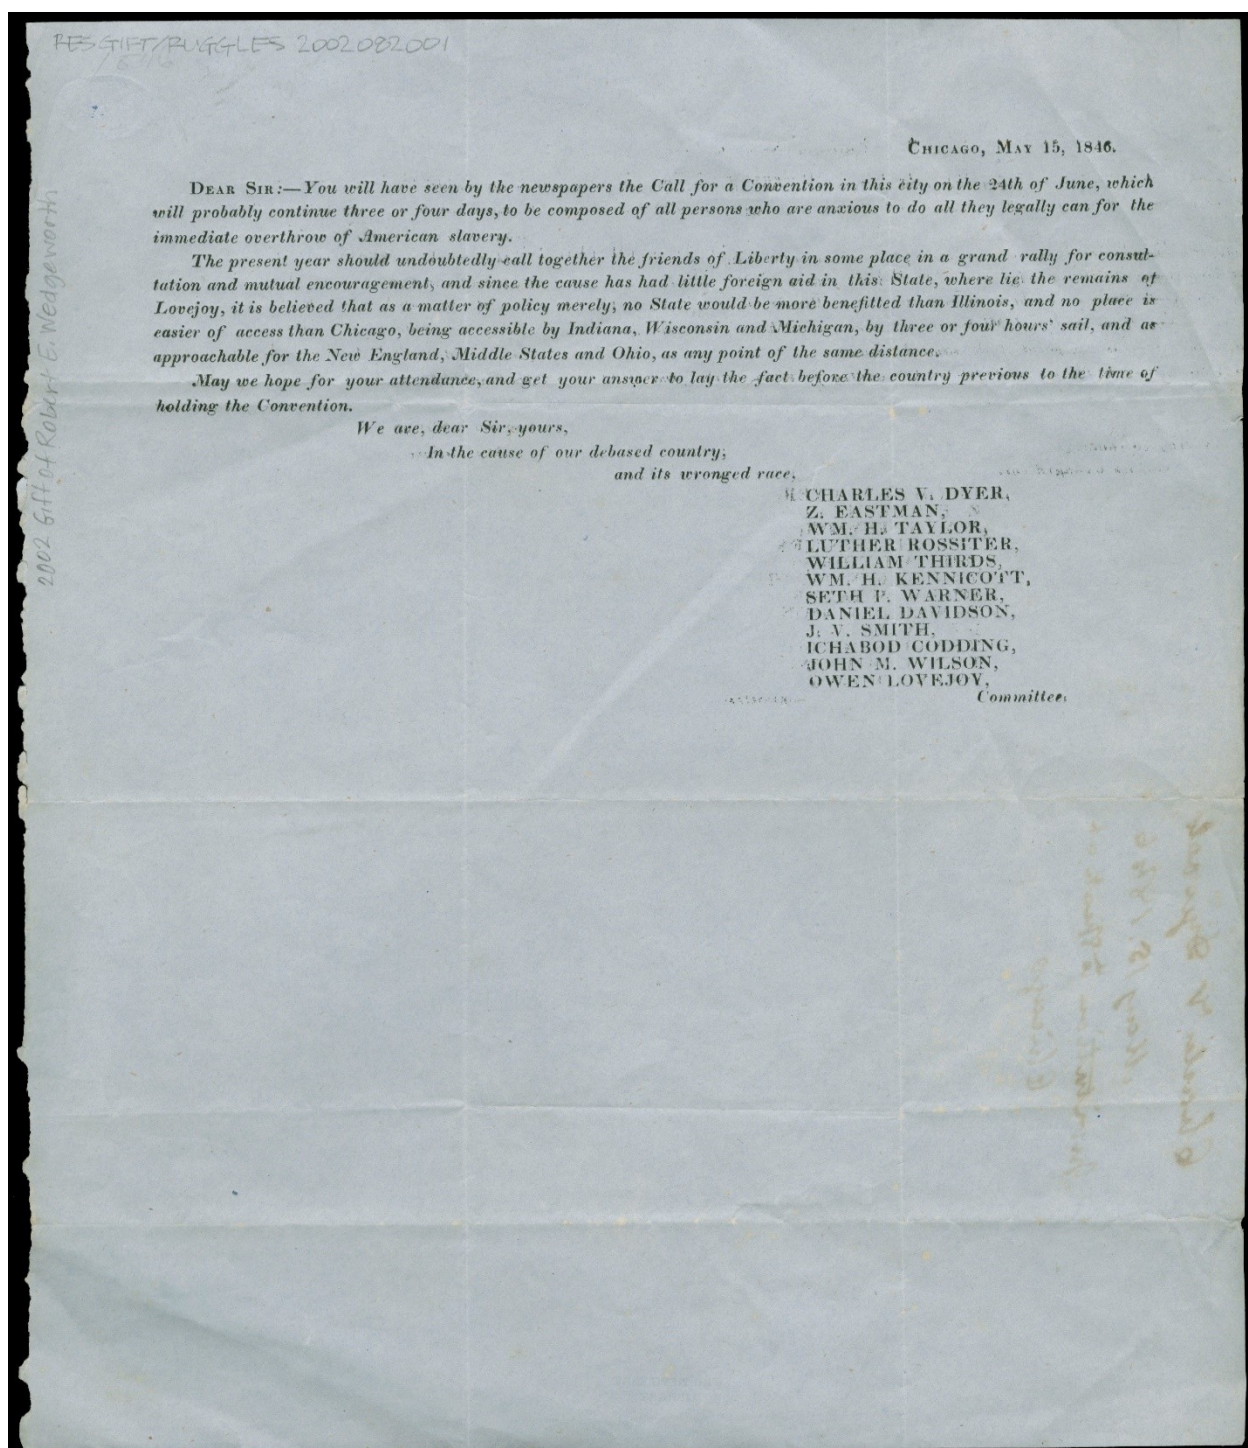 RES GIFT/RUGGLES 2002082001
CHICAGO, MAY 15, 1846.
DEAR SIR:—You will have seen by the newspapers the Call for a Convention in this city on the 24th of June, which
will probably continue three or four days, to be composed of all persons who are anxious to do all they legally can for the
immediate overthrow of American slavery.
The present year should undoubtedly call together the friends of Liberty in some place in a grand rally for consul-
tation and mutual encouragement, and since the cause has had little foreign aid in this State, where lie the remains of
Lovejoy, it is believed that as a matter of policy merely, no State would be more benefitted than Illinois, and no place is
easier of access than Chicago, being accessible by Indiana, Wisconsin and Michigan, by three or four hours' sail, and as
approachable for the New England, Middle States and Ohio, as any point of the same distance.
May we hope for your attendance, and get your answer to lay the fact before the country previous to the time of
holding the Convention.
We are, dear Sir, yours,
In the cause of our debased country,
and its wronged race,
CHARLES V. DYER,
Z. EASTMAN,
WM. H. TAYLOR,
LUTHER ROSSITER,
WILLIAM THIRDS,
WM. H. KENNICOTT,
SETH P. WARNER,
DANIEL DAVIDSON,
J. V. SMITH,
ICHABOD CODDING,
JOHN M. WILSON,
OWEN LOVEJOY,
Committee.
2002 Gift of Robert E. Wedgeworth